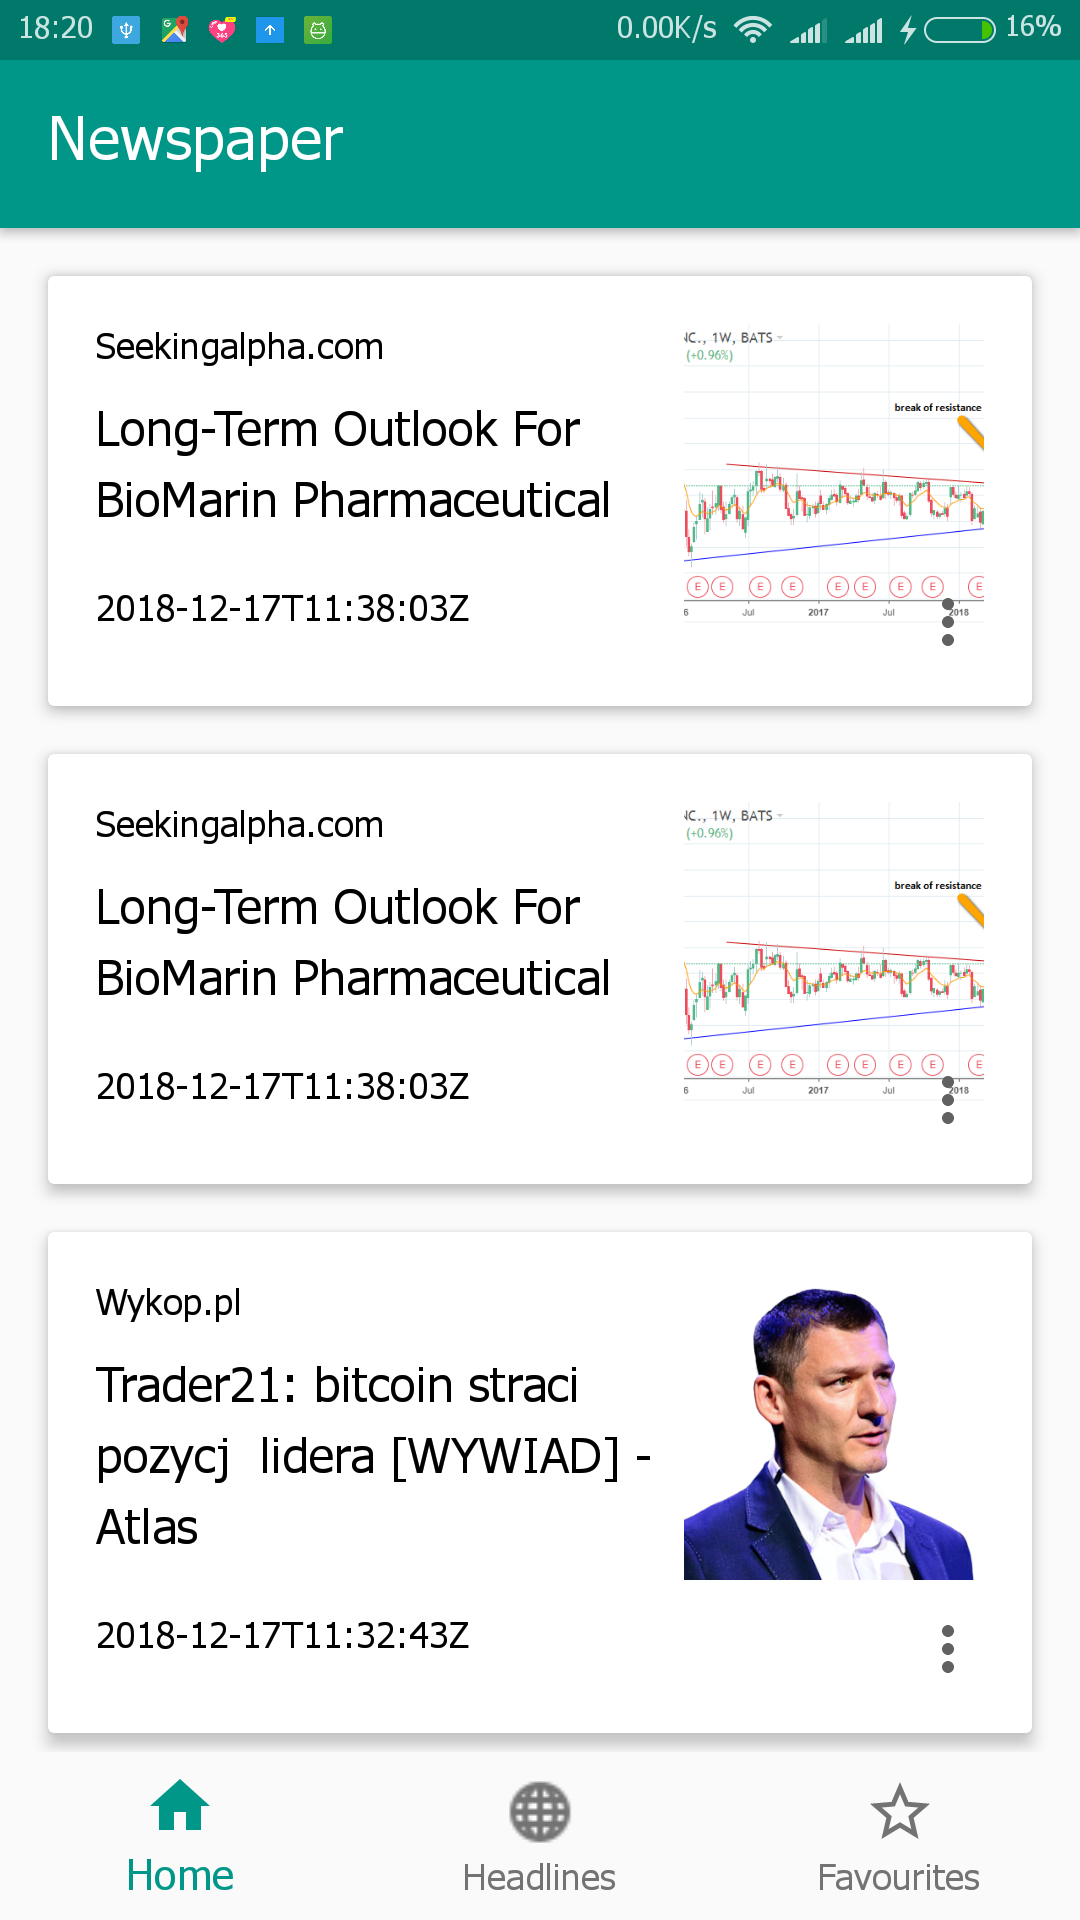 18:20 0.00K/s 16%
Newspaper
Seekingalpha.com
Long-Term Outlook For
BioMarin Pharmaceutical
2018-12-17T11:38:03Z
NC., 1W, BATS
(+0.96%)
break of resistance
E E E E E E E E E
6 Jul 2017 Jul 2018
Seekingalpha.com
Long-Term Outlook For
BioMarin Pharmaceutical
2018-12-17T11:38:03Z
NC., 1W, BATS
(+0.96%)
break of resistance
E E E E E E E E E
6 Jul 2017 Jul 2018
Wykop.pl
Trader21: bitcoin straci
pozycj lidera [WYWIAD] -
Atlas
2018-12-17T11:32:43Z
Home Headlines Favourites